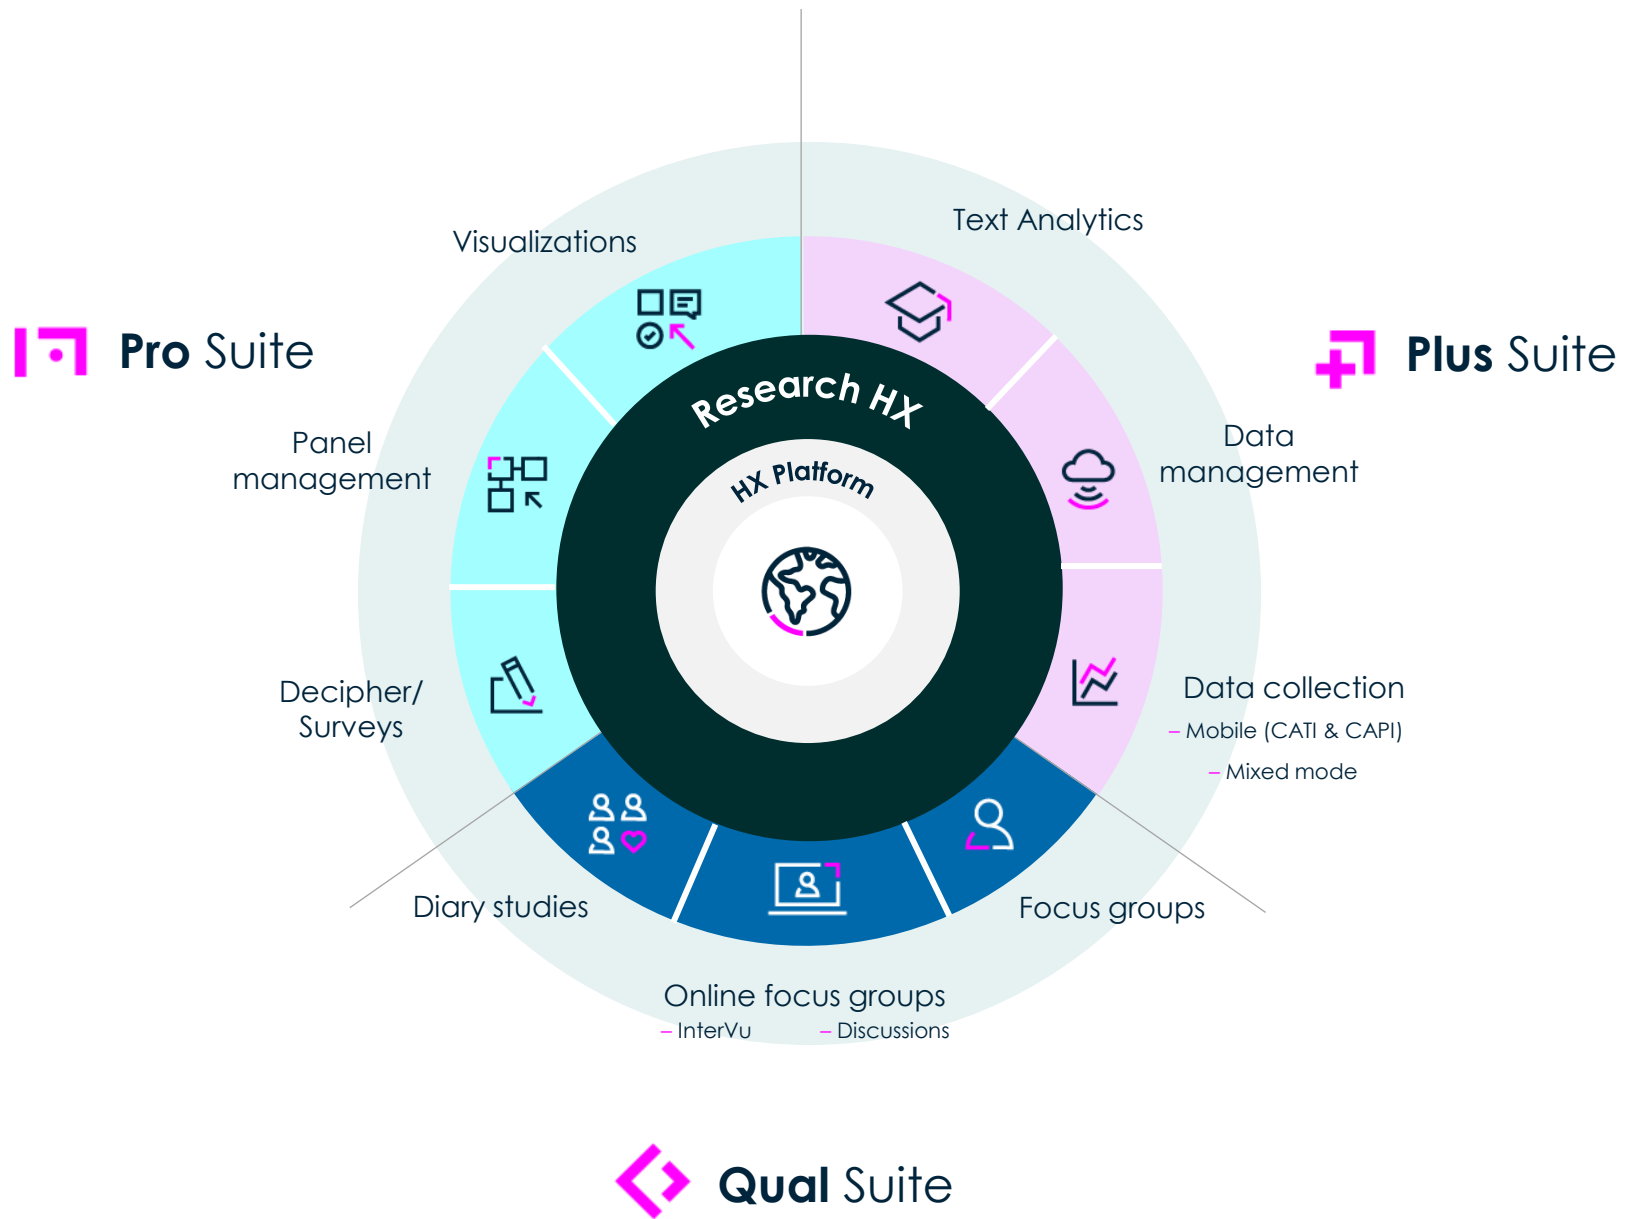 Text Analytics
Visualizations
Pro Suite
Plus Suite
Research HX
Panel
management
Data
management
HX Platform
Decipher/
Surveys
Data collection
– Mobile (CATI & CAPI)
– Mixed mode
Diary studies
Focus groups
Online focus groups
– InterVu
– Discussions
Qual Suite